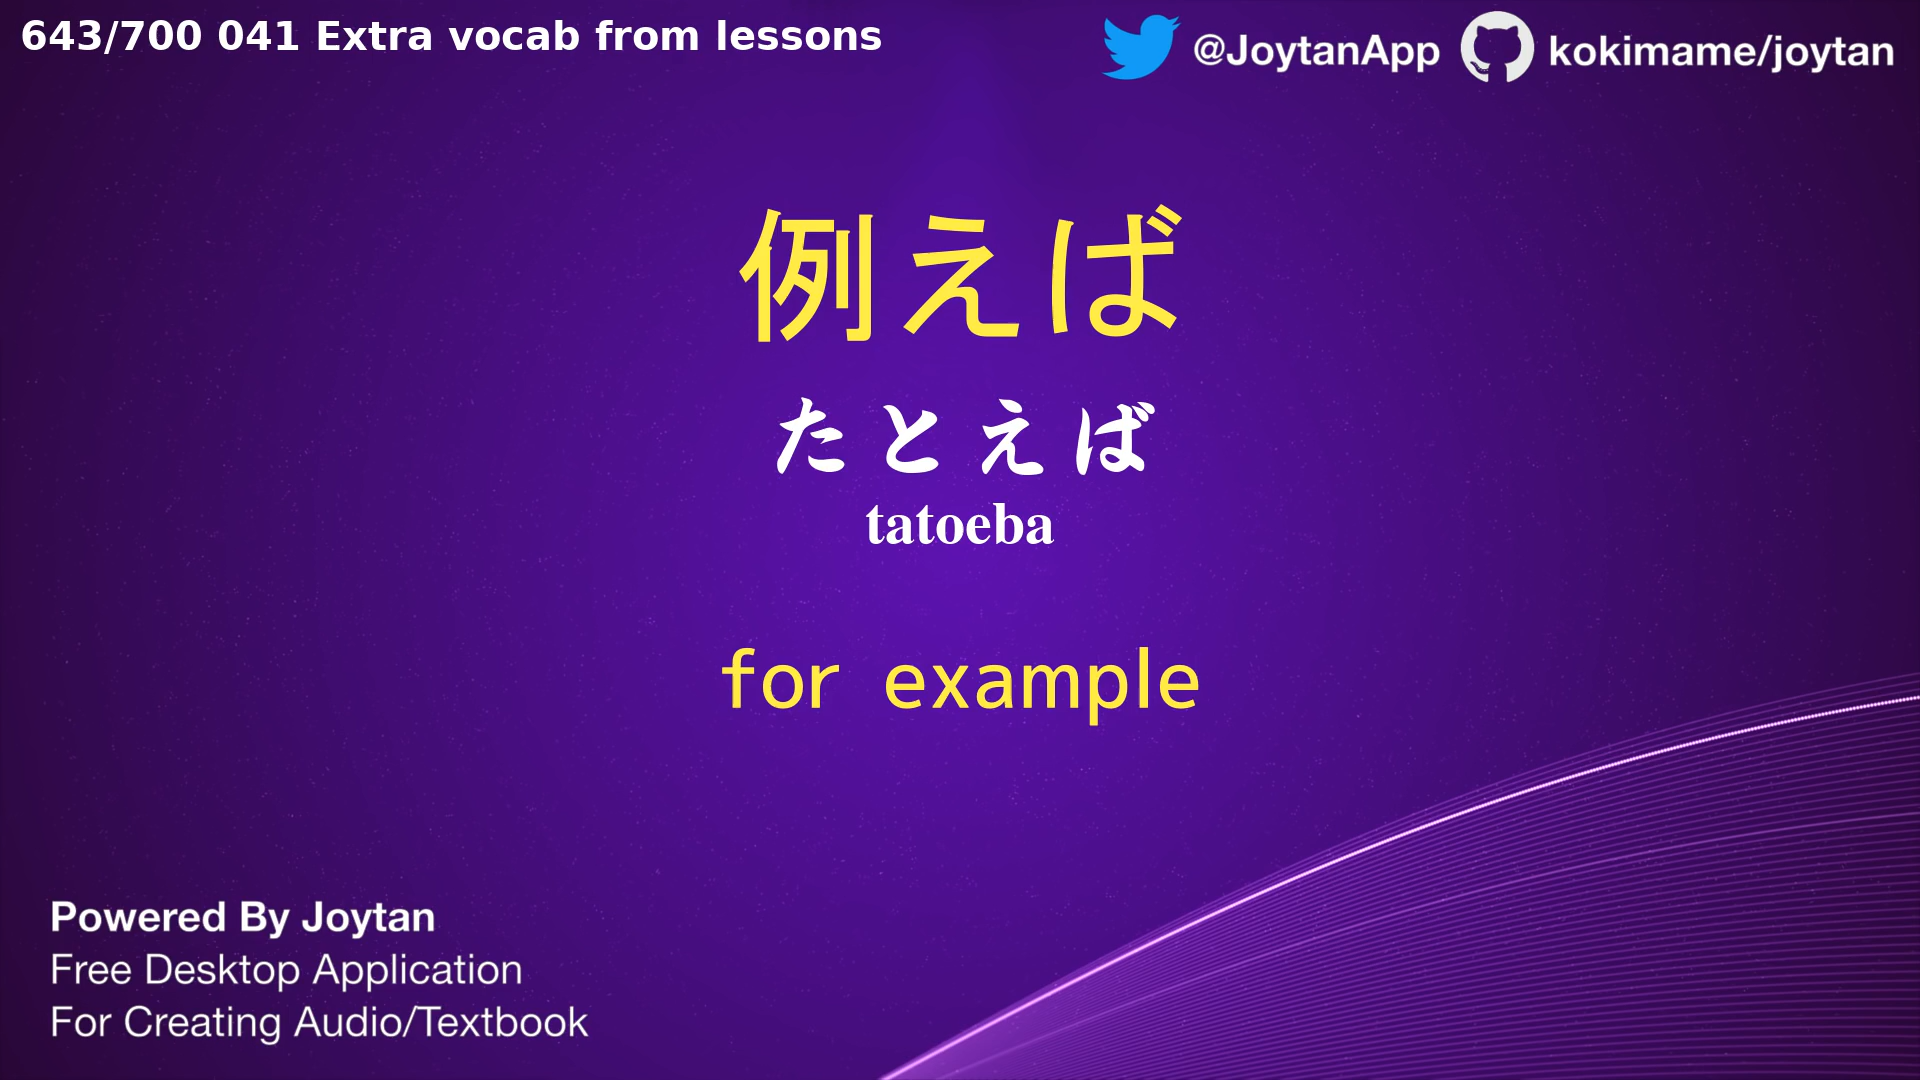 643/700 041 Extra vocab from lessons
@JoytanApp
kokimame/joytan
例えば
たとえば
tatoeba
for example
Powered By Joytan
Free Desktop Application
For Creating Audio/Textbook